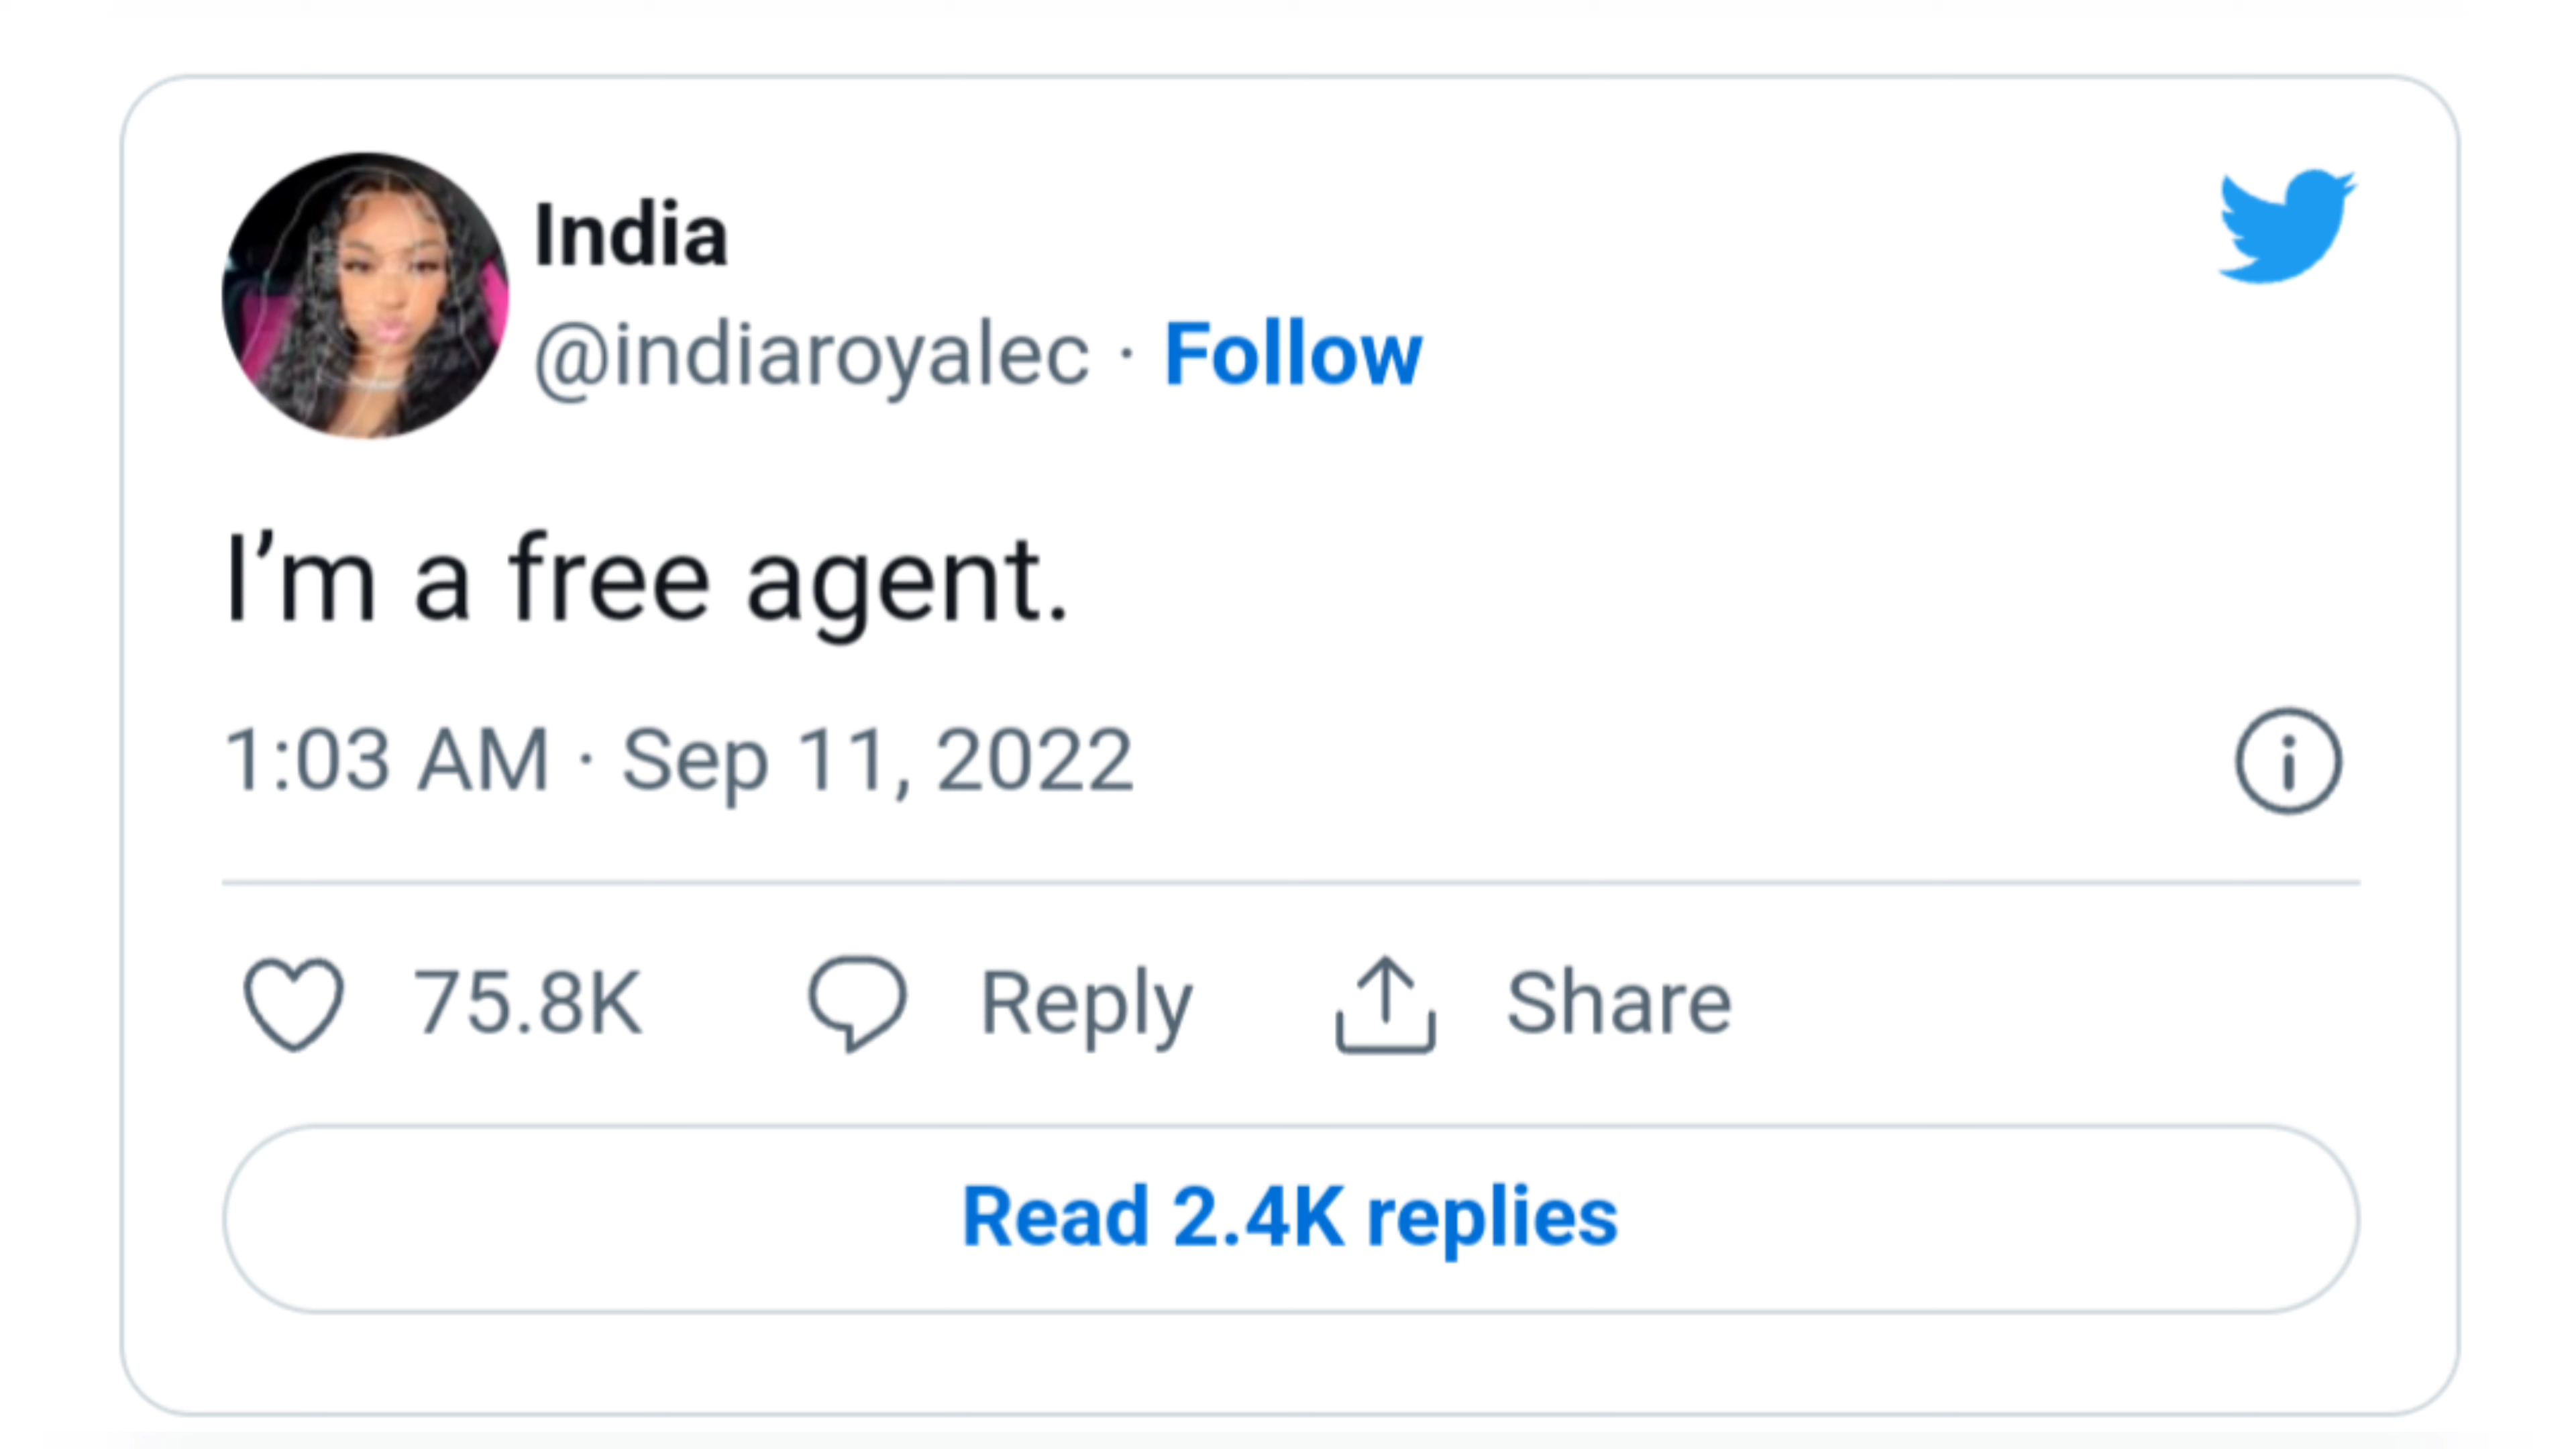 India
@indiaroyalec · Follow
I’m a free agent.
1:03 AM · Sep 11, 2022
75.8K Reply Share
Read 2.4K replies